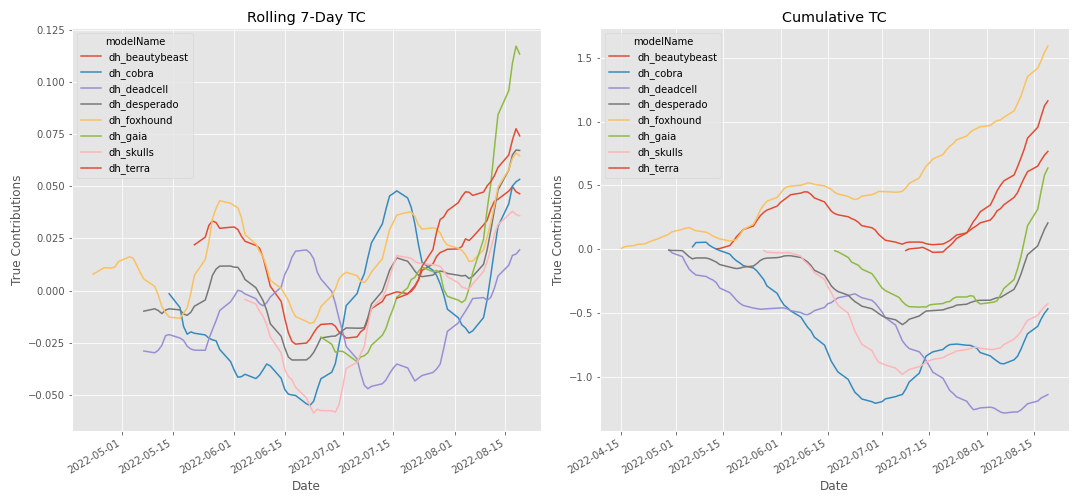 Rolling 7-Day TC
True Contributions
0.125
0.100
0.075
0.050
0.025
0.000
−0.025
−0.050
modelName
dh_beautybeast
dh_cobra
dh_deadcell
dh_desperado
dh_foxhound
dh_gaia
dh_skulls
dh_terra
2022-05-01
2022-05-15
2022-06-01
2022-06-15
2022-07-01
2022-07-15
2022-08-01
2022-08-15
Date
Cumulative TC
True Contributions
1.5
1.0
0.5
0.0
−0.5
−1.0
modelName
dh_beautybeast
dh_cobra
dh_deadcell
dh_desperado
dh_foxhound
dh_gaia
dh_skulls
dh_terra
2022-04-15
2022-05-01
2022-05-15
2022-06-01
2022-06-15
2022-07-01
2022-07-15
2022-08-01
2022-08-15
Date